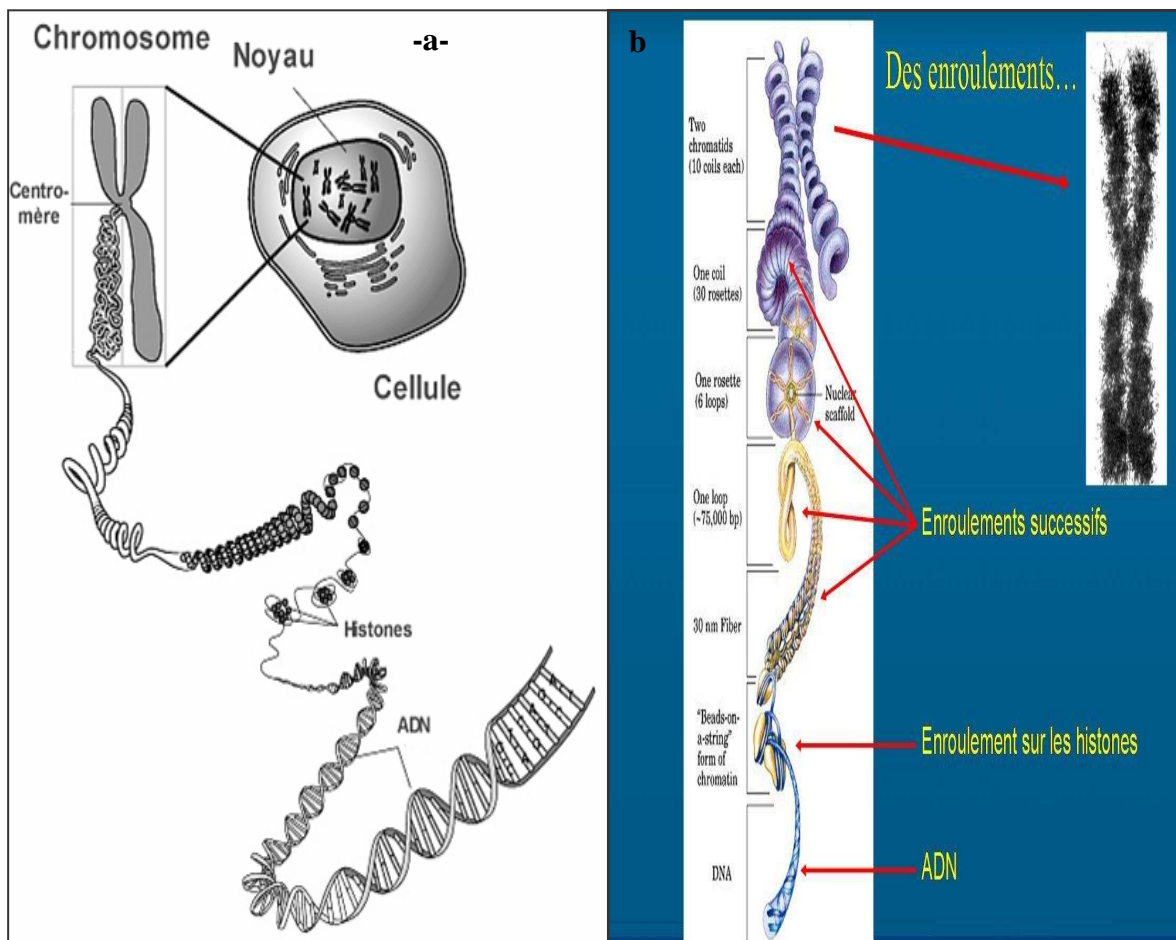 -a-
Chromosome
Noyau
Centro-
mère
Cellule
Histones
ADN
b
Des enroulements...
Two
chromatids
(10 coils each)
One coil
(30 rosettes)
One rosette
(6 loops)
Nuclear
scaffold
One loop
(~75,000 bp)
Enroulements successifs
30 nm Fiber
"Beads-on-
a-string"
form of
chromatin
Enroulement sur les histones
DNA
ADN